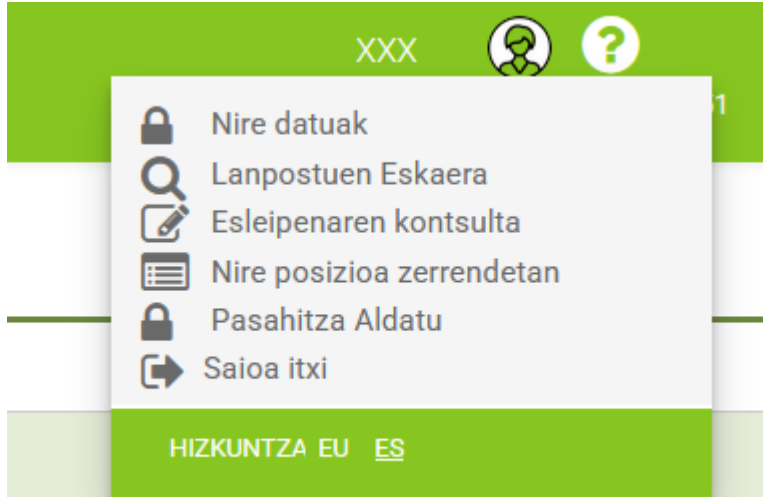 XXX
?
Nire datuak
Lanpostuen Eskaera
Esleipenaren kontsulta
Nire posizioa zerrendetan
Pasahitza Aldatu
Saioa itxi
HIZKUNTZA EU ES